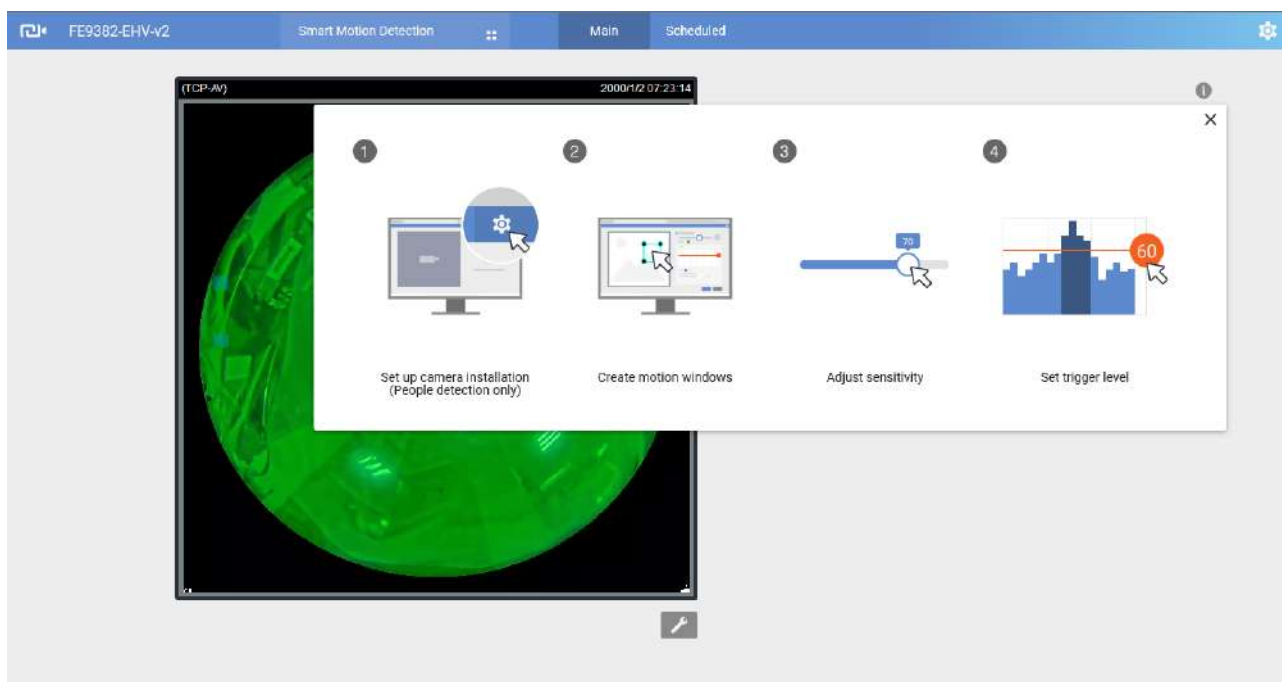 FE9382-EHV-v2
Smart Motion Detection
Main
Scheduled
(TCP-AV)
2000/1/2 07:23:14
1
2
3
4
70
60
Set up camera installation
(People detection only)
Create motion windows
Adjust sensitivity
Set trigger level